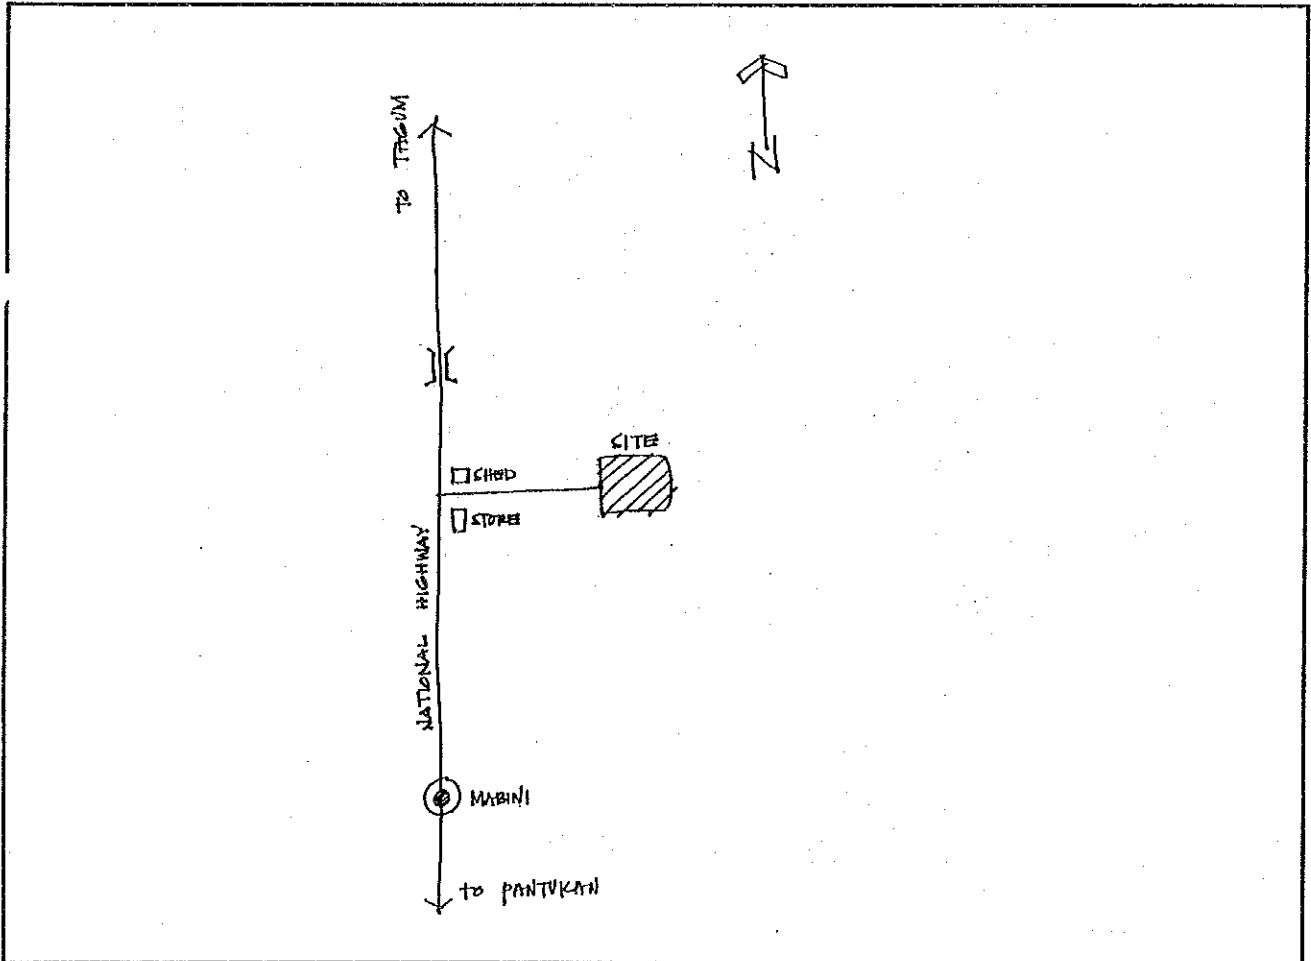 TO TAGUM
N
SITE
SHED
STORE
NATIONAL HIGHWAY
MABINI
TO PANTUKAN